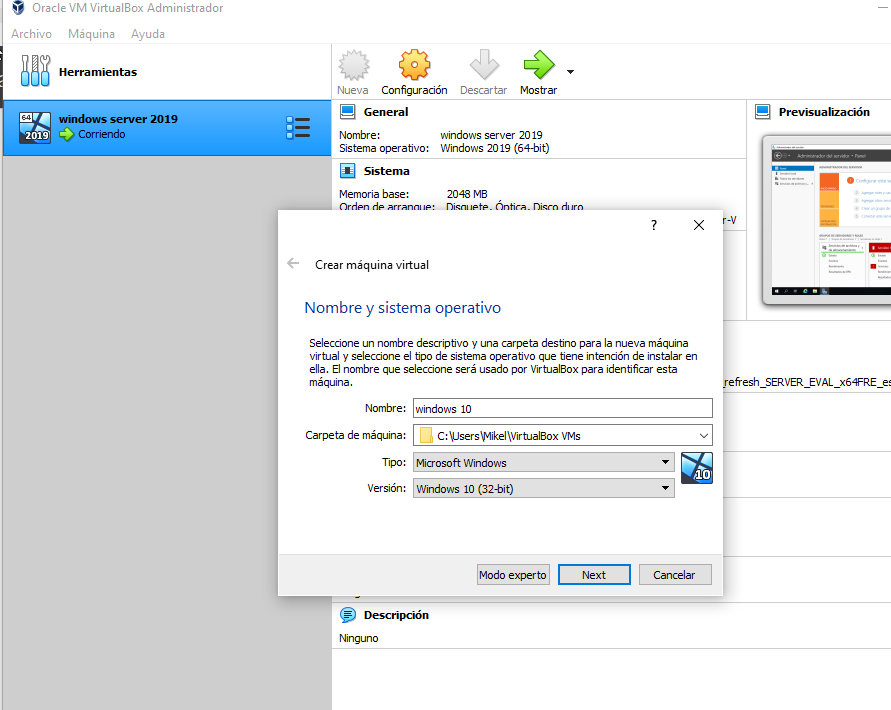 Oracle VM VirtualBox Administrador
Archivo Máquina Ayuda
Herramientas
Nueva Configuración Descartar Mostrar
64
2019
windows server 2019
Corriendo
General
Nombre: windows server 2019
Sistema operativo: Windows 2019 (64-bit)
Sistema
Memoria base: 2048 MB
Orden de arranque: Disquete, Óptica, Disco duro
r-V
Previsualización
Administrador del servidor
_refresh_SERVER_EVAL_x64FRE_es
?
Crear máquina virtual
Nombre y sistema operativo
Seleccione un nombre descriptivo y una carpeta destino para la nueva máquina
virtual y seleccione el tipo de sistema operativo que tiene intención de instalar en
ella. El nombre que seleccione será usado por VirtualBox para identificar esta
máquina.
Nombre: windows 10
Carpeta de máquina: C:\Users\Mikel\VirtualBox VMs
Tipo: Microsoft Windows
10
Versión: Windows 10 (32-bit)
Modo experto Next Cancelar
Descripción
Ninguno